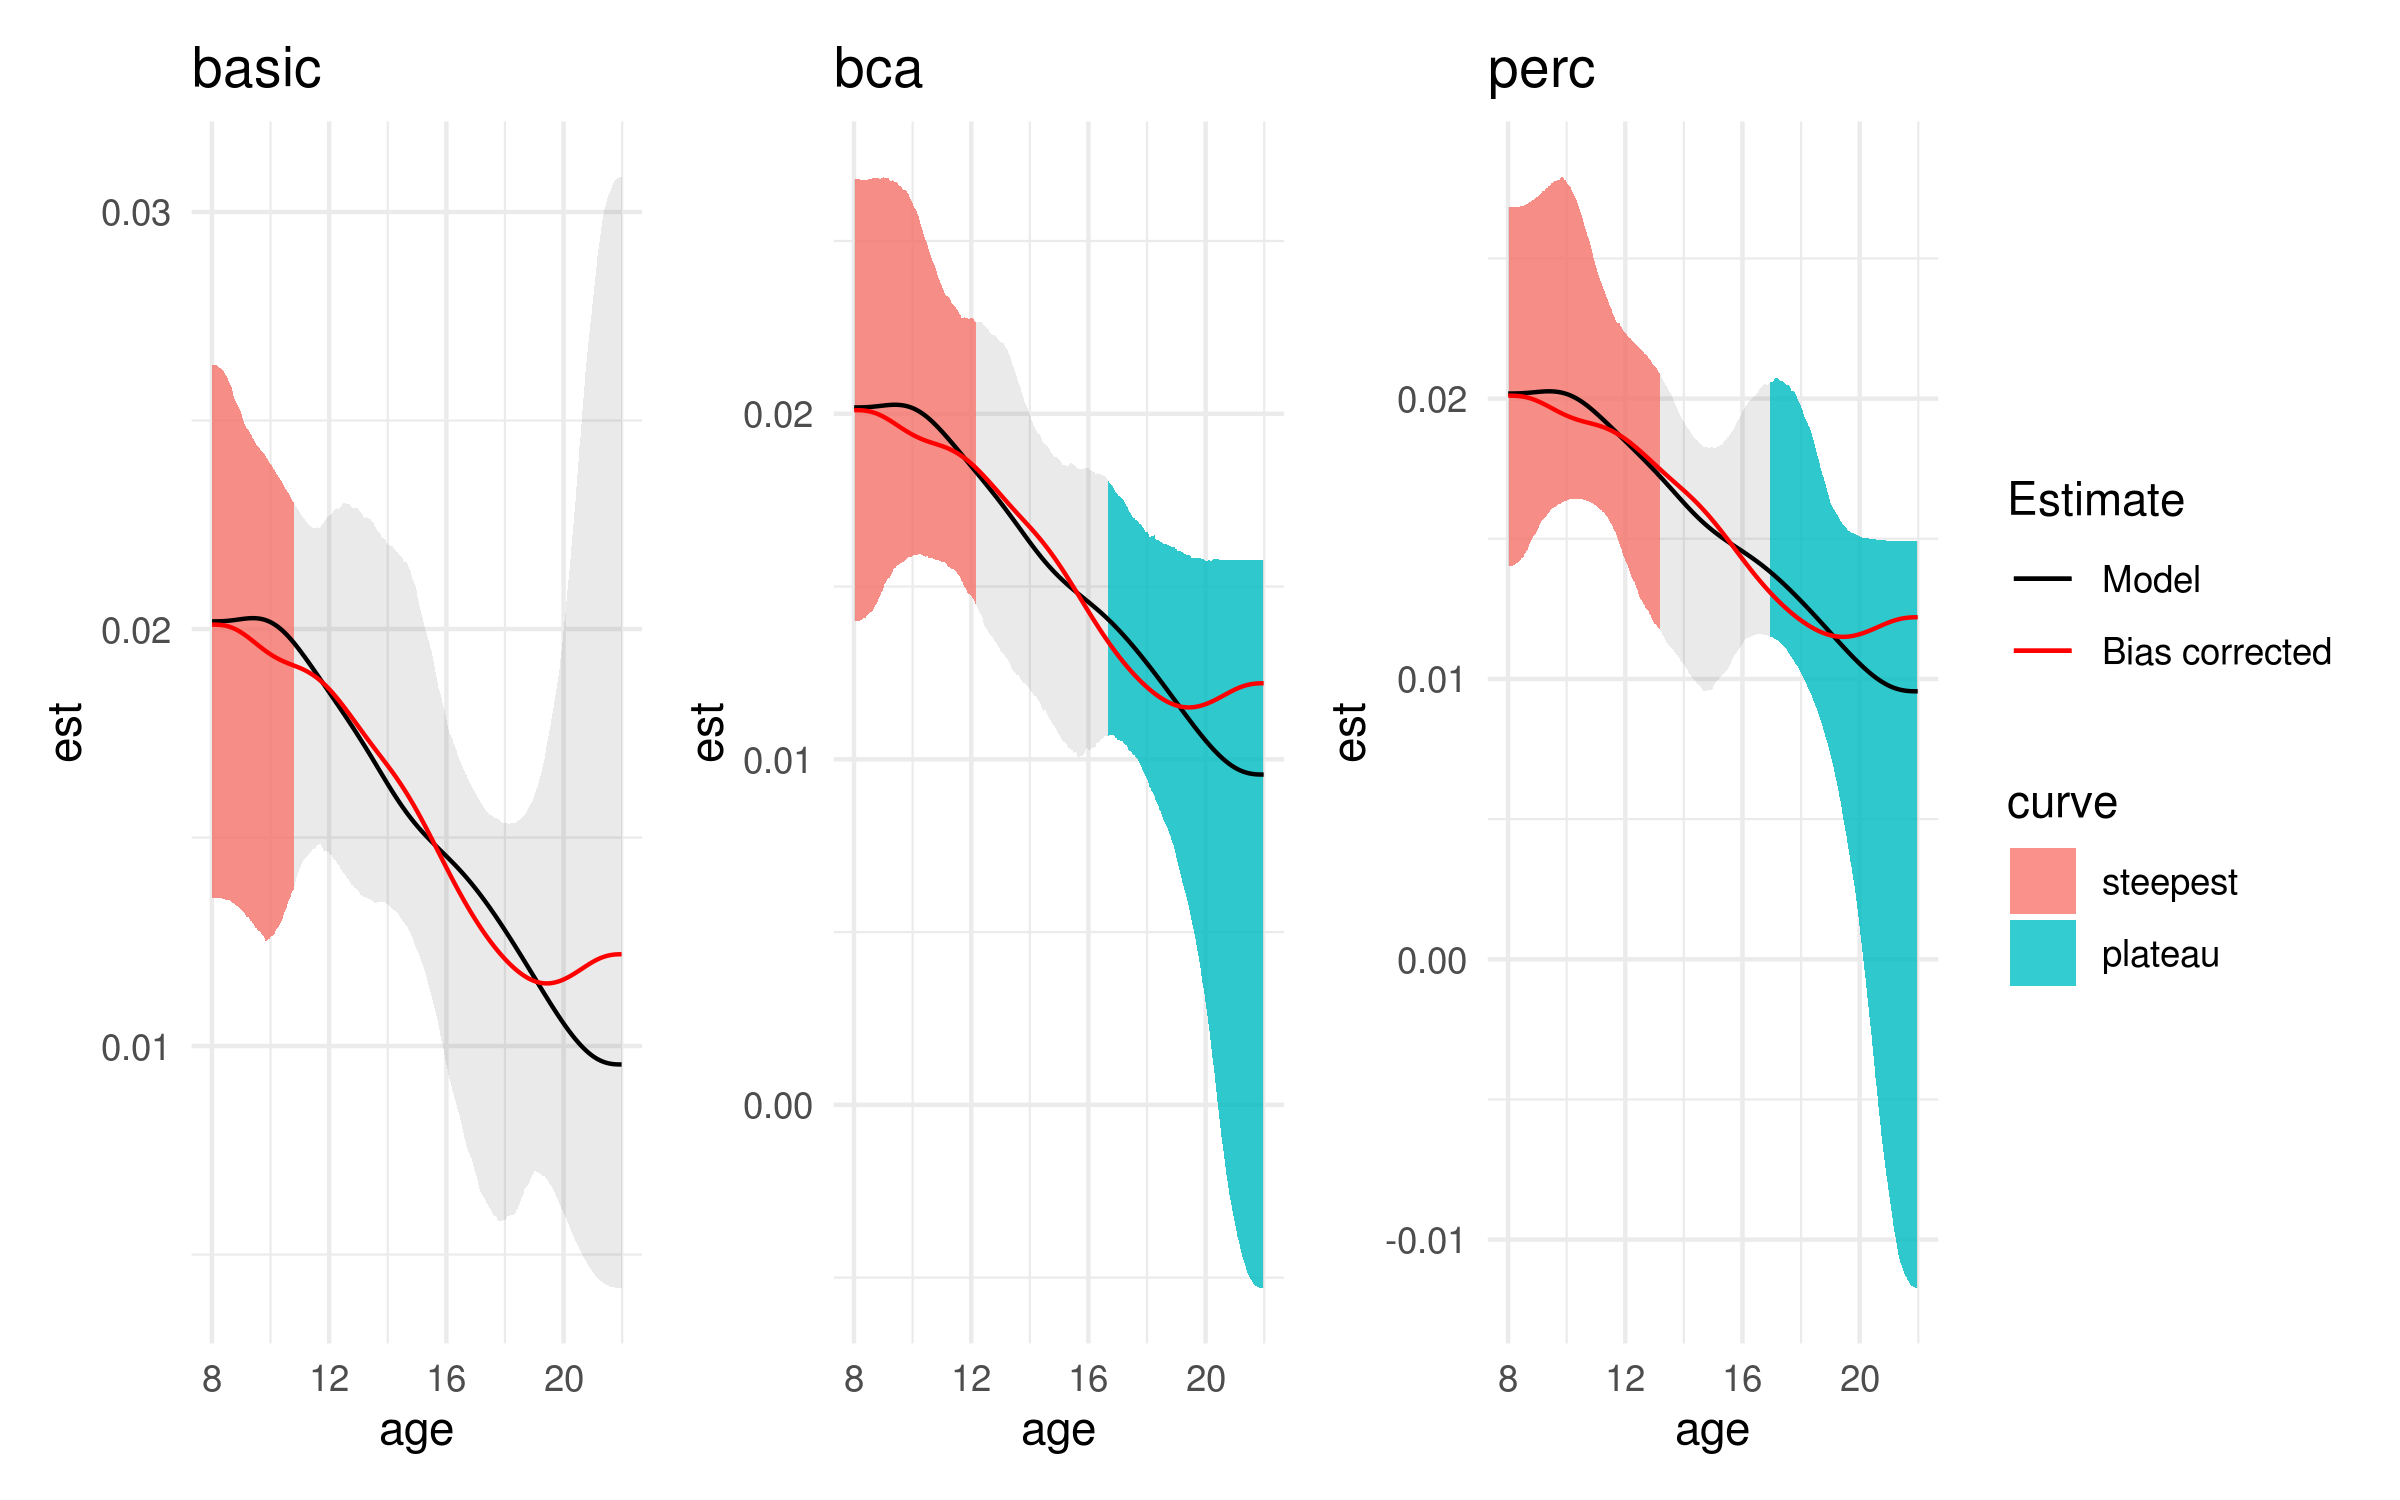 basic
0.03
0.02
0.01
est
8 12 16 20
age
bca
0.02
0.01
0.00
est
8 12 16 20
age
perc
0.02
0.01
0.00
-0.01
est
8 12 16 20
age
Estimate
Model
Bias corrected
curve
steepest
plateau